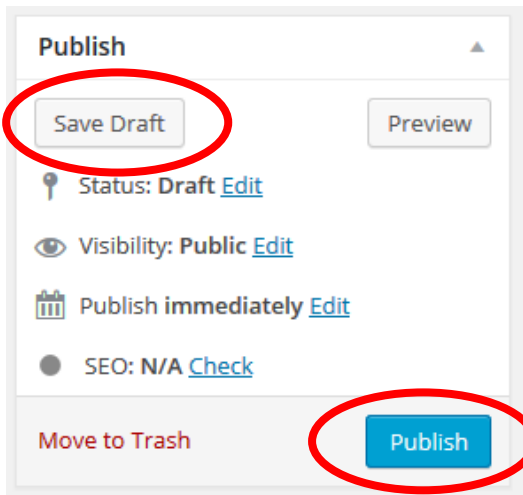 Publish
Save Draft Preview
Status: Draft Edit
Visibility: Public Edit
Publish immediately Edit
SEO: N/A Check
Move to Trash Publish